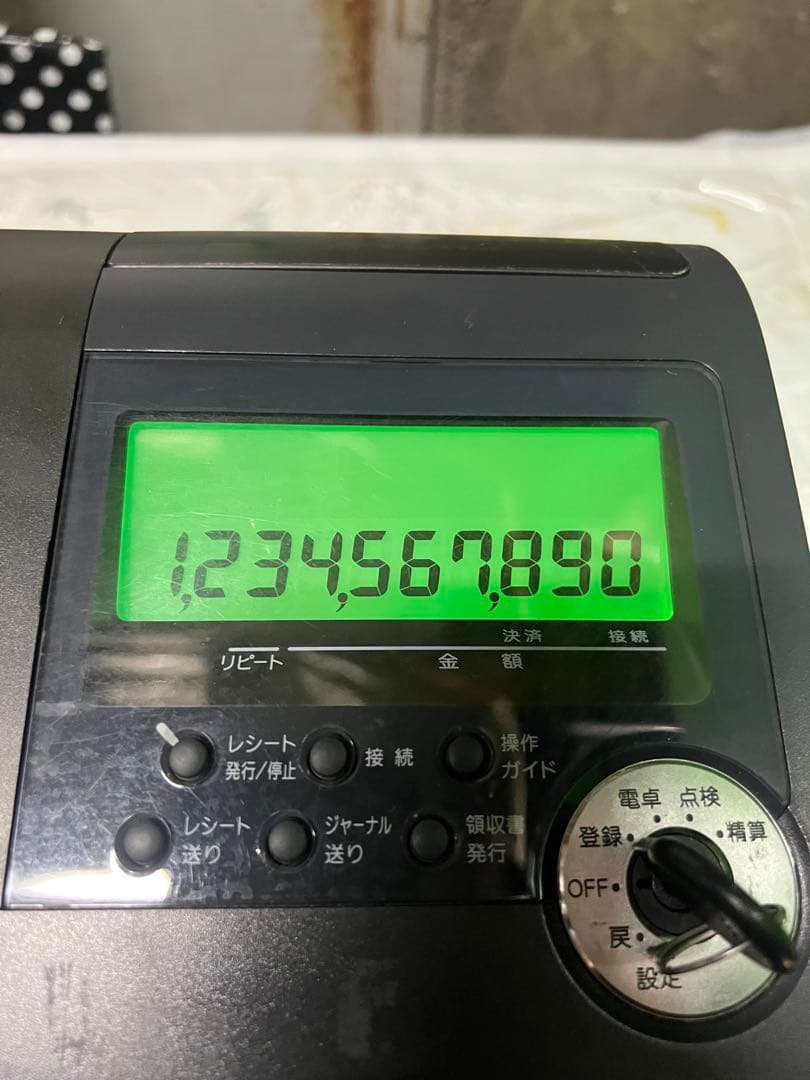 1,234,567,890
決済 接続
リピート 金額
レシート発行/停止
接続
操作ガイド
レシート送り
ジャーナル送り
領収書発行
電卓 点検
登録 精算
OFF
戻
設定